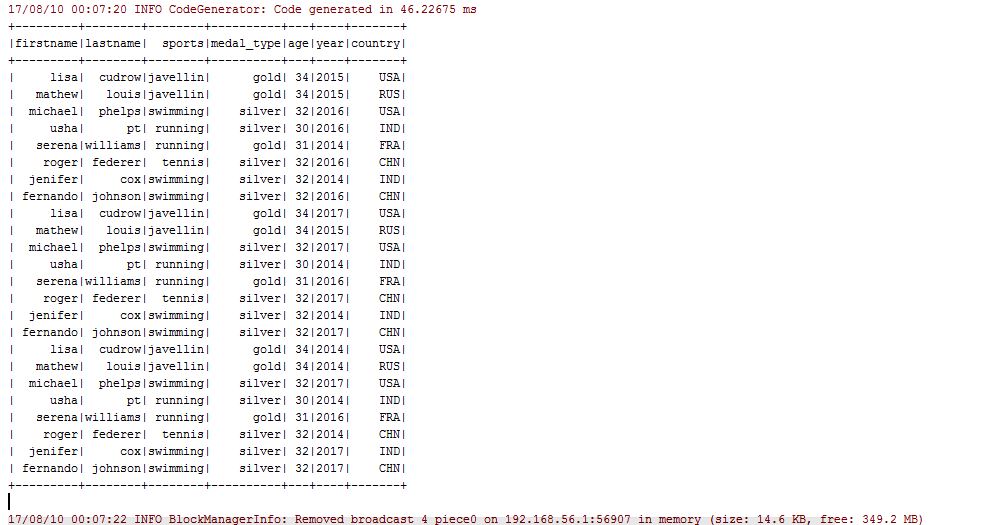 17/08/10 00:07:20 INFO CodeGenerator: Code generated in 46.22675 ms
+---------+--------+--------+----------+---+----+-------+
|firstname|lastname|  sports|medal_type|age|year|country|
+---------+--------+--------+----------+---+----+-------+
|     lisa|  cudrow|javellin|      gold| 34|2015|    USA|
|   mathew|   louis|javellin|      gold| 34|2015|    RUS|
|  michael|  phelps|swimming|    silver| 32|2016|    USA|
|     usha|      pt| running|    silver| 30|2016|    IND|
|   serena|williams| running|      gold| 31|2014|    FRA|
|    roger| federer|  tennis|    silver| 32|2016|    CHN|
|  jenifer|     cox|swimming|    silver| 32|2014|    IND|
| fernando| johnson|swimming|    silver| 32|2016|    CHN|
|     lisa|  cudrow|javellin|      gold| 34|2017|    USA|
|   mathew|   louis|javellin|      gold| 34|2015|    RUS|
|  michael|  phelps|swimming|    silver| 32|2017|    USA|
|     usha|      pt| running|    silver| 30|2014|    IND|
|   serena|williams| running|      gold| 31|2016|    FRA|
|    roger| federer|  tennis|    silver| 32|2017|    CHN|
|  jenifer|     cox|swimming|    silver| 32|2014|    IND|
| fernando| johnson|swimming|    silver| 32|2017|    CHN|
|     lisa|  cudrow|javellin|      gold| 34|2014|    USA|
|   mathew|   louis|javellin|      gold| 34|2014|    RUS|
|  michael|  phelps|swimming|    silver| 32|2017|    USA|
|     usha|      pt| running|    silver| 30|2014|    IND|
|   serena|williams| running|      gold| 31|2016|    FRA|
|    roger| federer|  tennis|    silver| 32|2014|    CHN|
|  jenifer|     cox|swimming|    silver| 32|2017|    IND|
| fernando| johnson|swimming|    silver| 32|2017|    CHN|
+---------+--------+--------+----------+---+----+-------+
17/08/10 00:07:22 INFO BlockManagerInfo: Removed broadcast 4 piece0 on 192.168.56.1:56907 in memory (size: 14.6 KB, free: 349.2 MB)